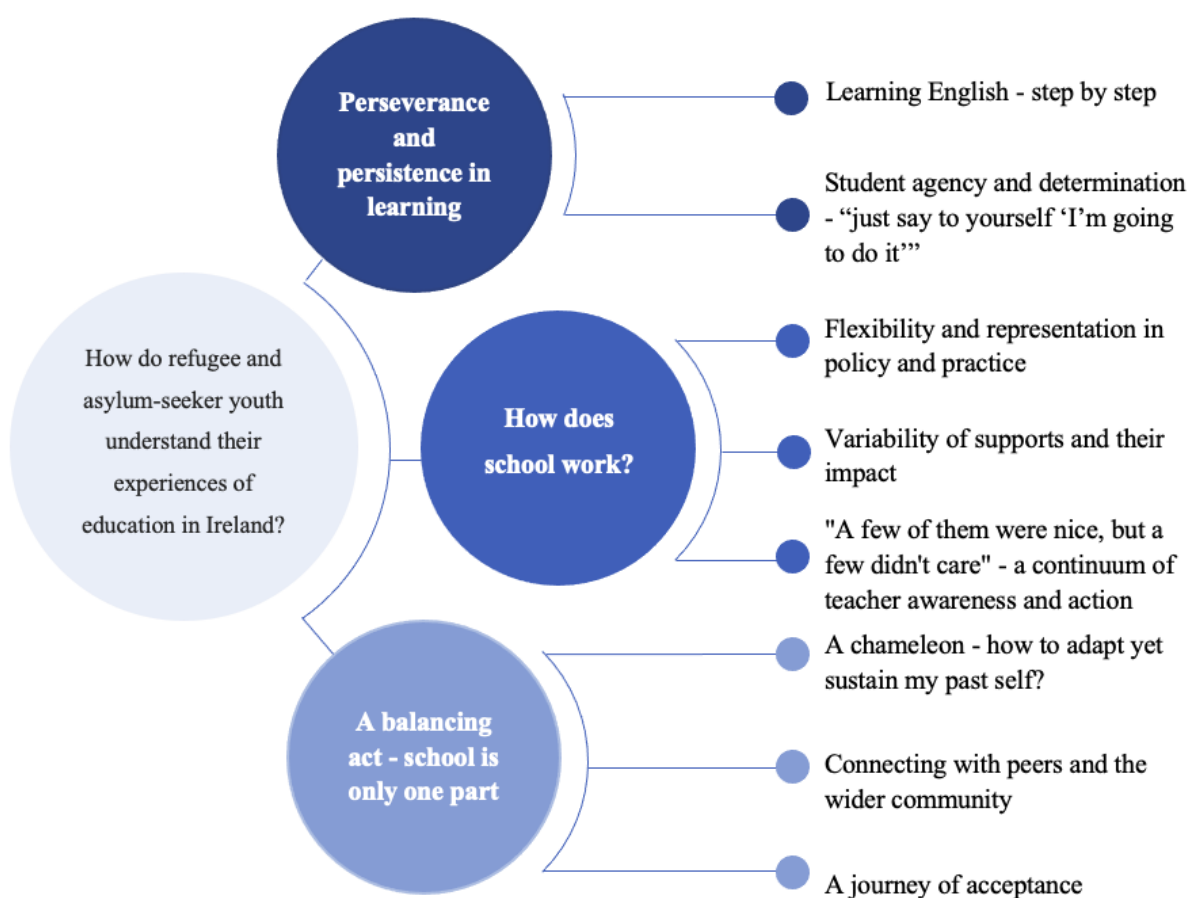 How do refugee and
asylum-seeker youth
understand their
experiences of
education in Ireland?
Perseverance
and
persistence in
learning
Learning English - step by step
Student agency and determination
- “just say to yourself ‘I’m going
to do it’”
How does
school work?
Flexibility and representation in
policy and practice
Variability of supports and their
impact
"A few of them were nice, but a
few didn't care" - a continuum of
teacher awareness and action
A balancing
act - school is
only one part
A chameleon - how to adapt yet
sustain my past self?
Connecting with peers and the
wider community
A journey of acceptance